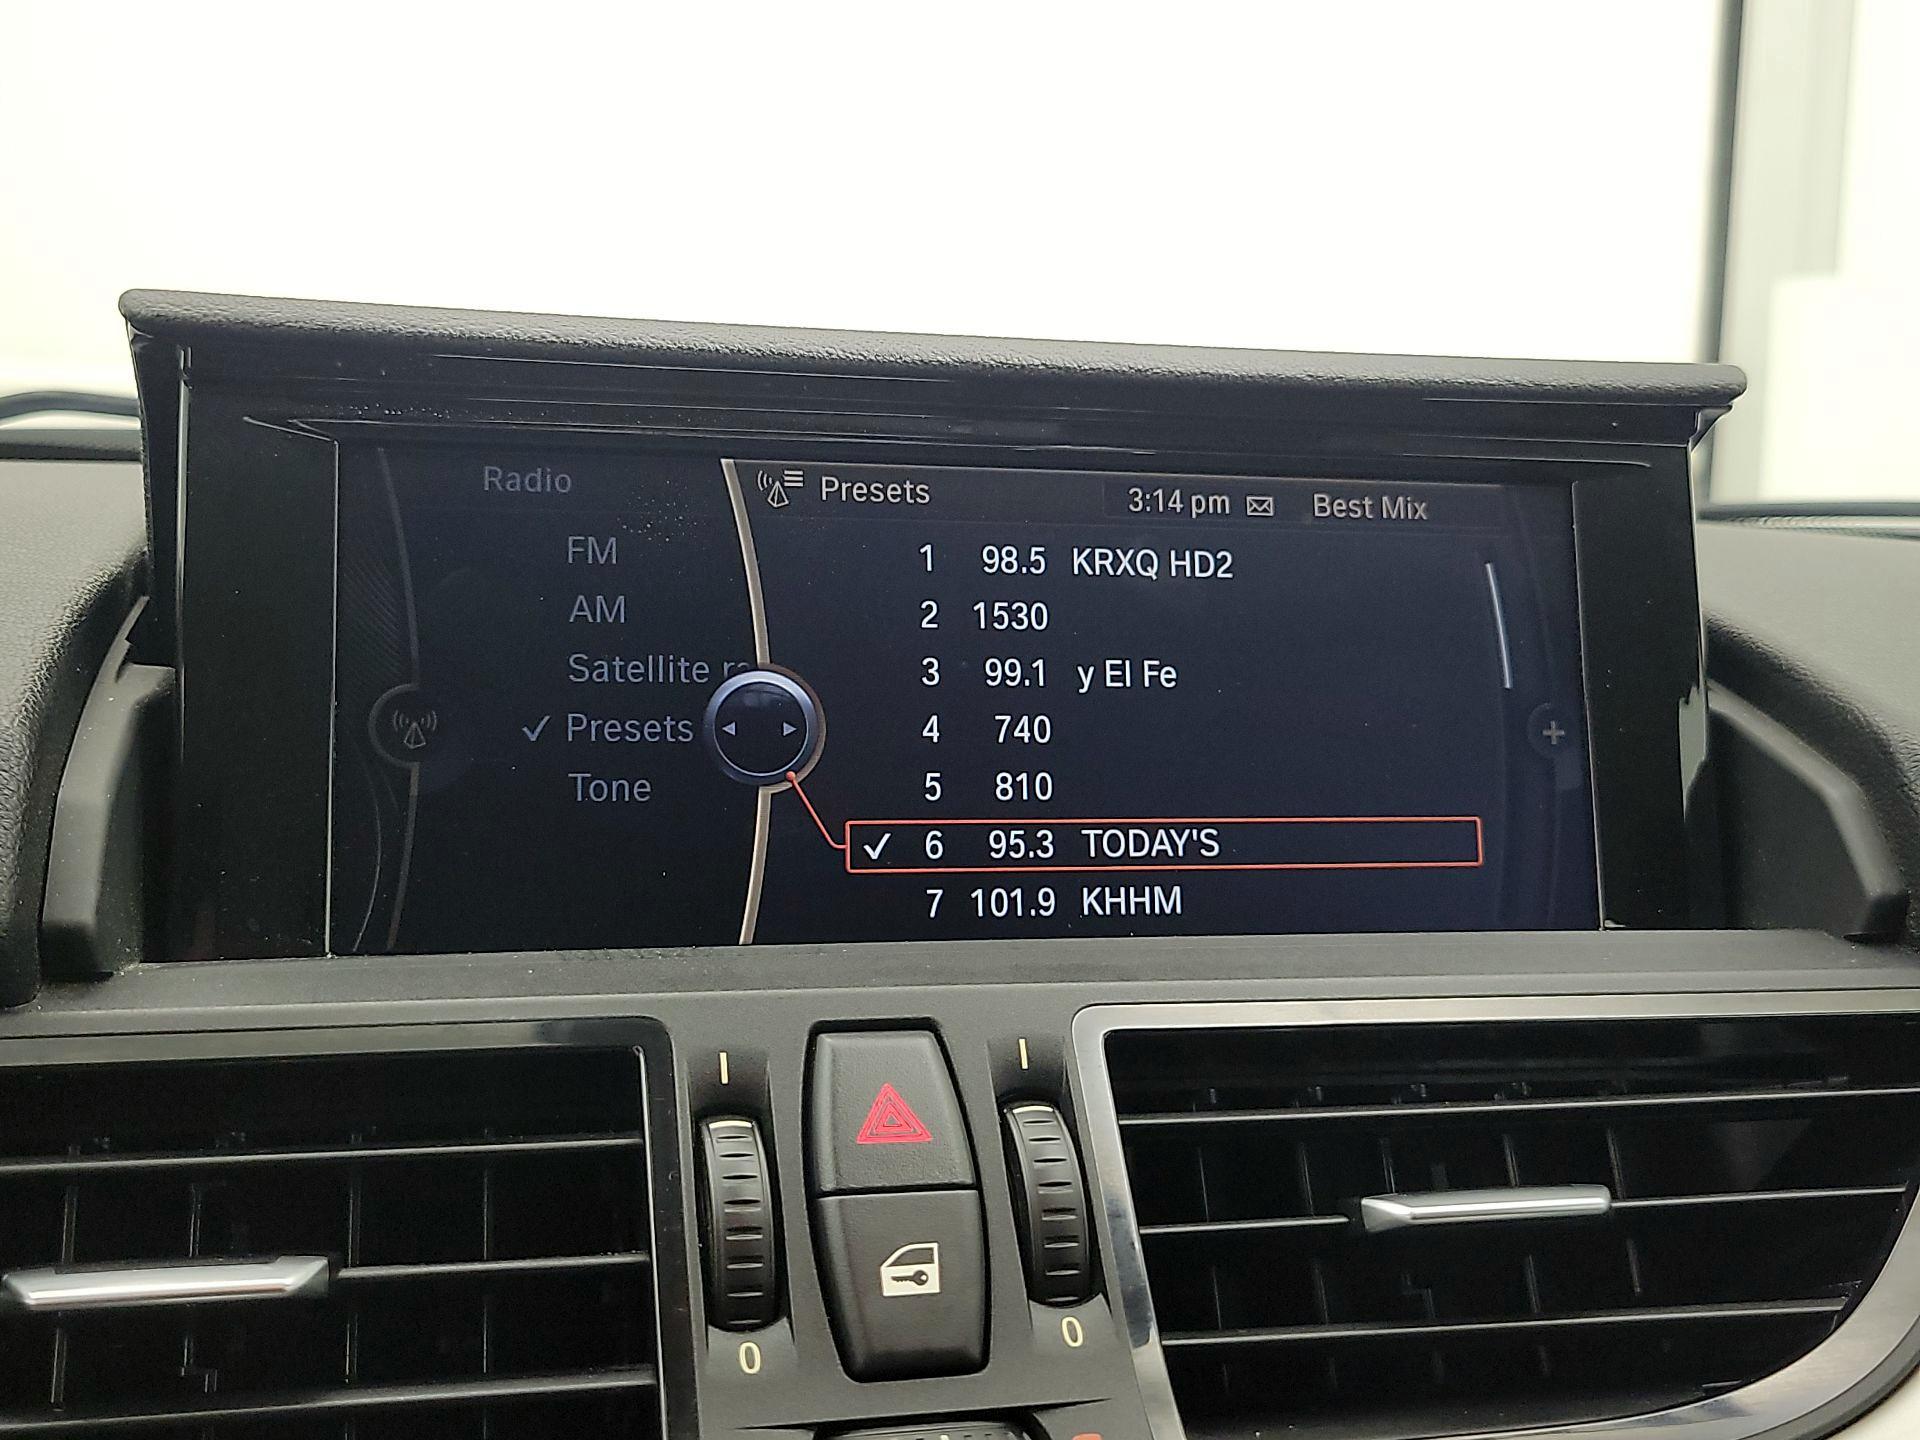 Radio
FM
AM
Satellite
✓ Presets
Tone
Presets 3:14 pm Best Mix
1 98.5 KRXQ HD2
2 1530
3 99.1 y El Fe
4 740
5 810
✓ 6 95.3 TODAY'S
7 101.9 KHHM
I I
0 0